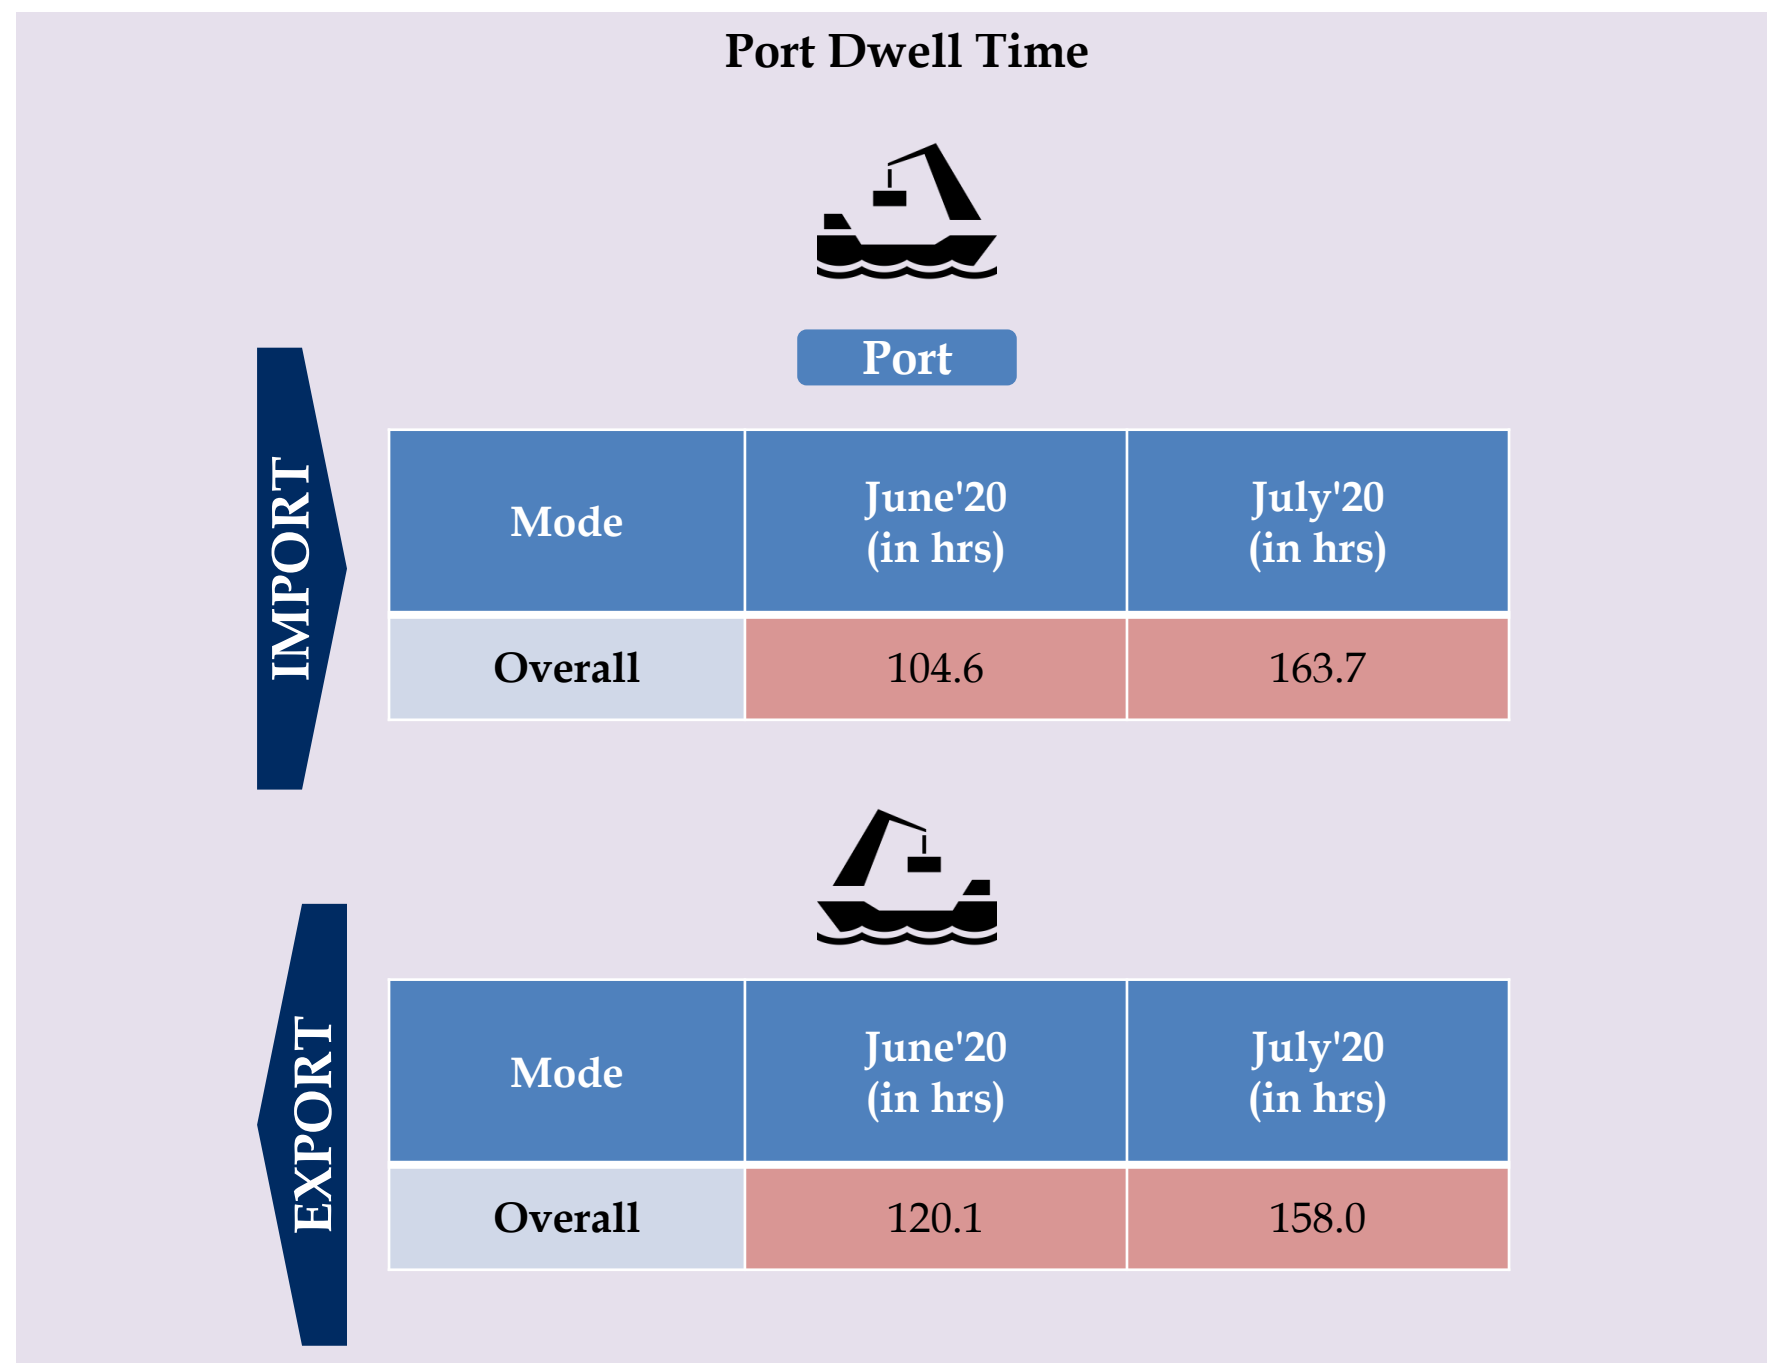 Port Dwell Time
Port
IMPORT
Mode June'20 (in hrs) July'20 (in hrs)
Overall 104.6 163.7
EXPORT
Mode June'20 (in hrs) July'20 (in hrs)
Overall 120.1 158.0